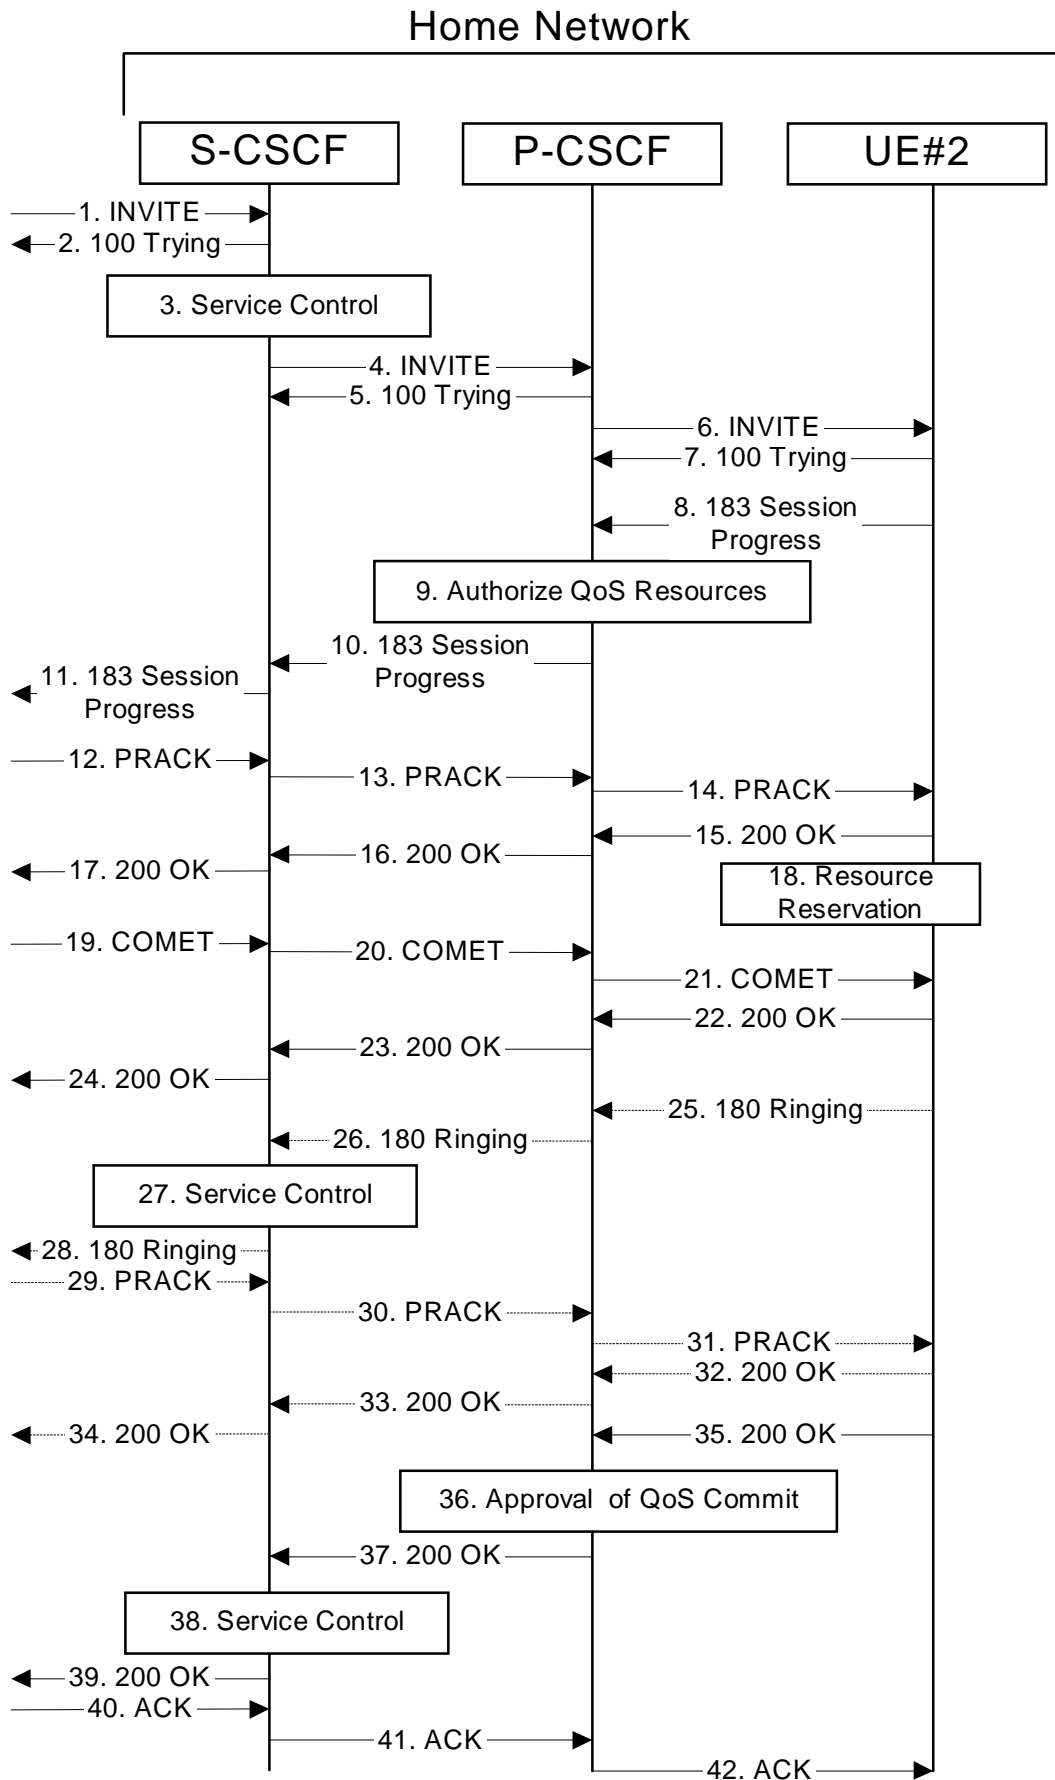 Home Network
S-CSCF
P-CSCF
UE#2
1. INVITE
2. 100 Trying
3. Service Control
4. INVITE
5. 100 Trying
6. INVITE
7. 100 Trying
8. 183 Session
Progress
9. Authorize QoS Resources
10. 183 Session
Progress
11. 183 Session
Progress
12. PRACK
13. PRACK
14. PRACK
15. 200 OK
16. 200 OK
17. 200 OK
18. Resource
Reservation
19. COMET
20. COMET
21. COMET
22. 200 OK
23. 200 OK
24. 200 OK
25. 180 Ringing
26. 180 Ringing
27. Service Control
28. 180 Ringing
29. PRACK
30. PRACK
31. PRACK
32. 200 OK
33. 200 OK
34. 200 OK
35. 200 OK
36. Approval of QoS Commit
37. 200 OK
38. Service Control
39. 200 OK
40. ACK
41. ACK
42. ACK